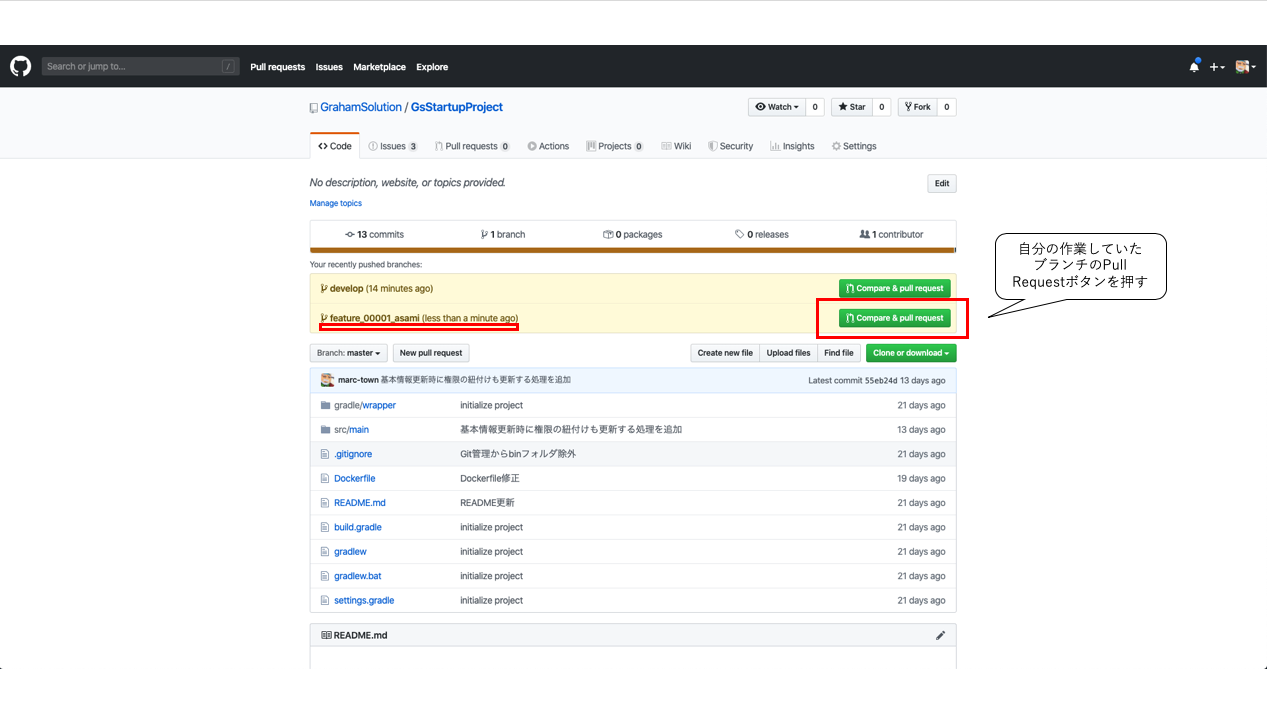 Search or jump to... /
Pull requests Issues Marketplace Explore
GrahamSolution / GsStartupProject
Watch 0 Star 0 Fork 0
Code Issues 3 Pull requests 0 Actions Projects 0 Wiki Security Insights Settings
No description, website, or topics provided.
Edit
Manage topics
13 commits 1 branch 0 packages 0 releases 1 contributor
Your recently pushed branches:
develop (14 minutes ago) Compare & pull request
feature_00001_asami (less than a minute ago) Compare & pull request
自分の作業していた
ブランチのPull
Requestボタンを押す
Branch: master New pull request Create new file Upload files Find file Clone or download
marc-town 基本情報更新時に権限の紐付けも更新する処理を追加 Latest commit 55eb24d 13 days ago
gradle/wrapper initialize project 21 days ago
src/main 基本情報更新時に権限の紐付けも更新する処理を追加 13 days ago
.gitignore Git管理からbinフォルダ除外 21 days ago
Dockerfile Dockerfile修正 19 days ago
README.md README更新 21 days ago
build.gradle initialize project 21 days ago
gradlew initialize project 21 days ago
gradlew.bat initialize project 21 days ago
settings.gradle initialize project 21 days ago
README.md